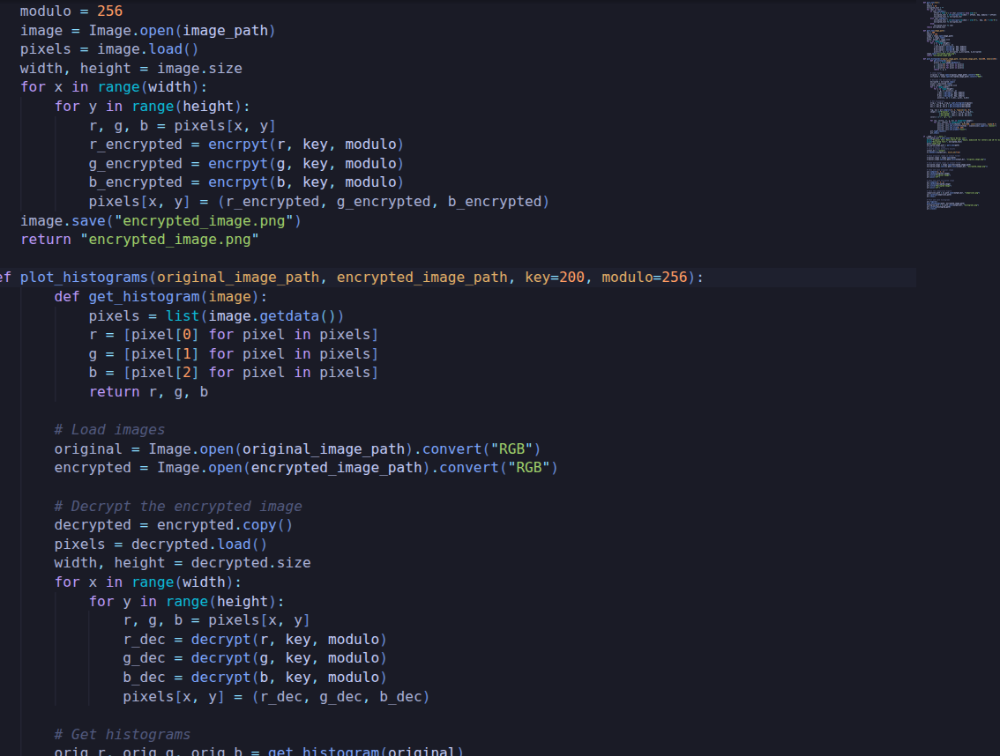 modulo = 256
image = Image.open(image_path)
pixels = image.load()
width, height = image.size
for x in range(width):
for y in range(height):
r, g, b = pixels[x, y]
r_encrypted = encrpyt(r, key, modulo)
g_encrypted = encrpyt(g, key, modulo)
b_encrypted = encrpyt(b, key, modulo)
pixels[x, y] = (r_encrypted, g_encrypted, b_encrypted)
image.save("encrypted_image.png")
return "encrypted_image.png"
ef plot_histograms(original_image_path, encrypted_image_path, key=200, modulo=256):
def get_histogram(image):
pixels = list(image.getdata())
r = [pixel[0] for pixel in pixels]
g = [pixel[1] for pixel in pixels]
b = [pixel[2] for pixel in pixels]
return r, g, b
# Load images
original = Image.open(original_image_path).convert("RGB")
encrypted = Image.open(encrypted_image_path).convert("RGB")
# Decrypt the encrypted image
decrypted = encrypted.copy()
pixels = decrypted.load()
width, height = decrypted.size
for x in range(width):
for y in range(height):
r, g, b = pixels[x, y]
r_dec = decrypt(r, key, modulo)
g_dec = decrypt(g, key, modulo)
b_dec = decrypt(b, key, modulo)
pixels[x, y] = (r_dec, g_dec, b_dec)
# Get histograms
orig_r, orig_g, orig_b = get_histogram(original)